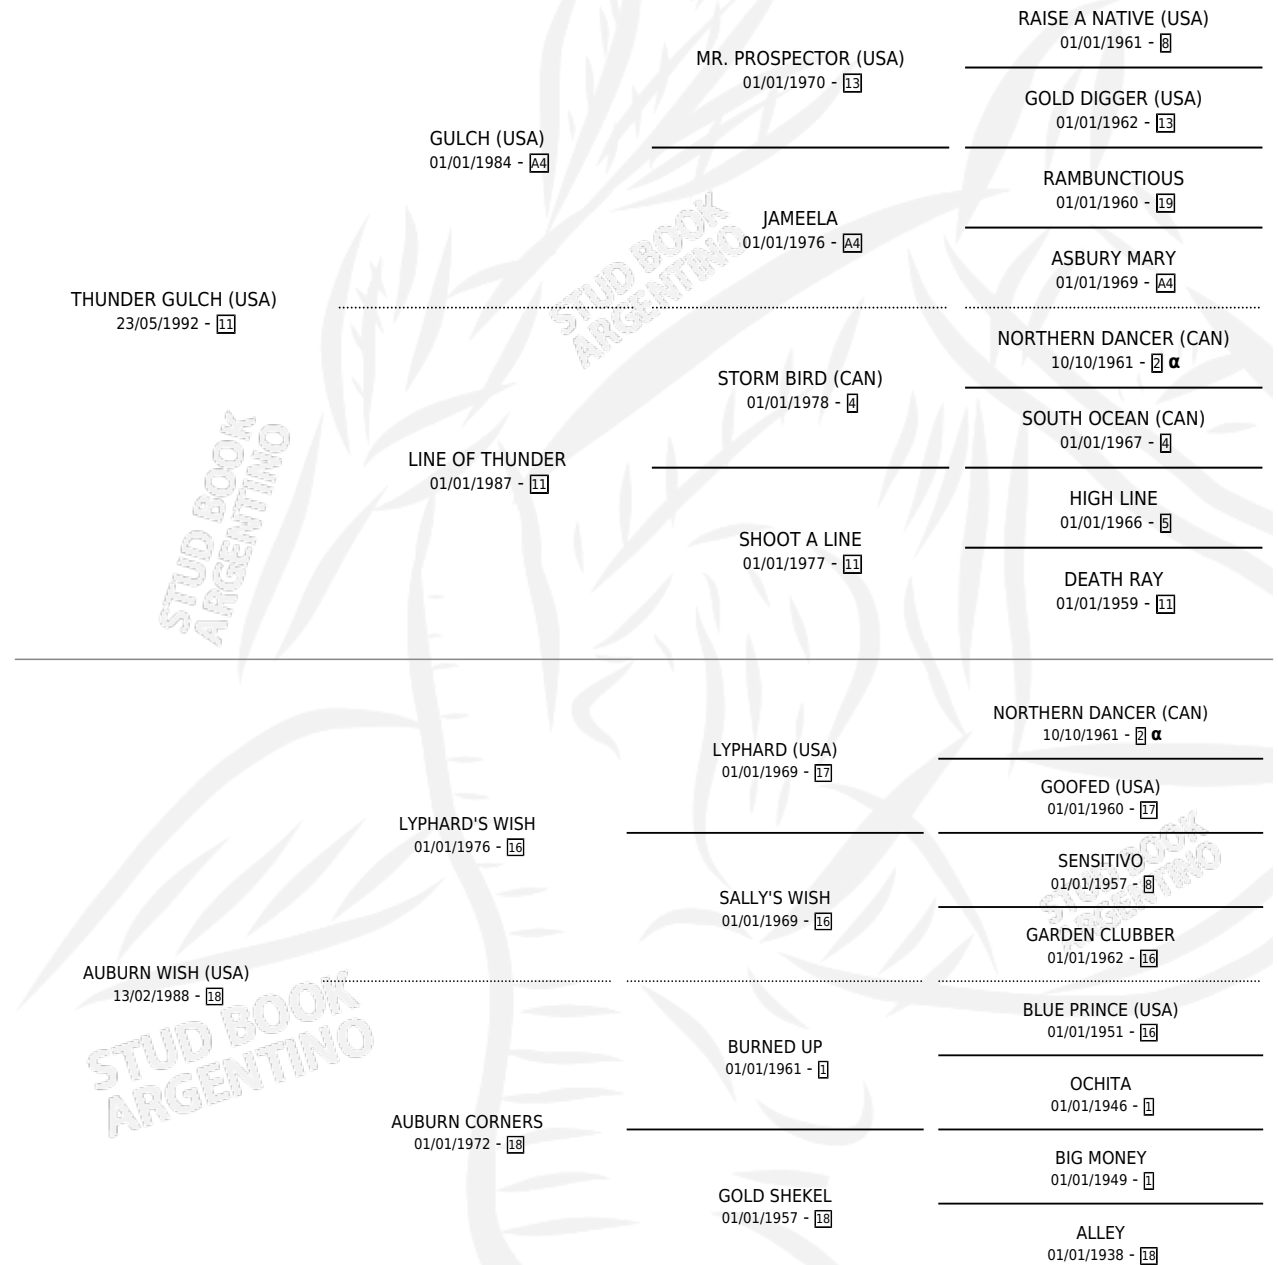 RAISE A NATIVE (USA)
01/01/1961 - 8
MR. PROSPECTOR (USA)
01/01/1970 - 13
GOLD DIGGER (USA)
01/01/1962 - 13
GULCH (USA)
01/01/1984 - A4
RAMBUNCTIOUS
01/01/1960 - 19
JAMEELA
01/01/1976 - A4
ASBURY MARY
01/01/1969 - A4
THUNDER GULCH (USA)
23/05/1992 - 11
NORTHERN DANCER (CAN)
10/10/1961 - 2 α
STORM BIRD (CAN)
01/01/1978 - 4
SOUTH OCEAN (CAN)
01/01/1967 - 4
LINE OF THUNDER
01/01/1987 - 11
HIGH LINE
01/01/1966 - 5
SHOOT A LINE
01/01/1977 - 11
DEATH RAY
01/01/1959 - 11
NORTHERN DANCER (CAN)
10/10/1961 - 2 α
LYPHARD (USA)
01/01/1969 - 17
GOOFED (USA)
01/01/1960 - 17
LYPHARD'S WISH
01/01/1976 - 16
SENSITIVO
01/01/1957 - 8
SALLY'S WISH
01/01/1969 - 16
GARDEN CLUBBER
01/01/1962 - 16
AUBURN WISH (USA)
13/02/1988 - 18
BLUE PRINCE (USA)
01/01/1951 - 16
BURNED UP
01/01/1961 - 1
OCHITA
01/01/1946 - 1
AUBURN CORNERS
01/01/1972 - 18
BIG MONEY
01/01/1949 - 1
GOLD SHEKEL
01/01/1957 - 18
ALLEY
01/01/1938 - 18
STUD BOOK
ARGENTINO
STUD BOOK
ARGENTINO
STUD BOOK
ARGENTINO
STUD BOOK
ARGENTINO